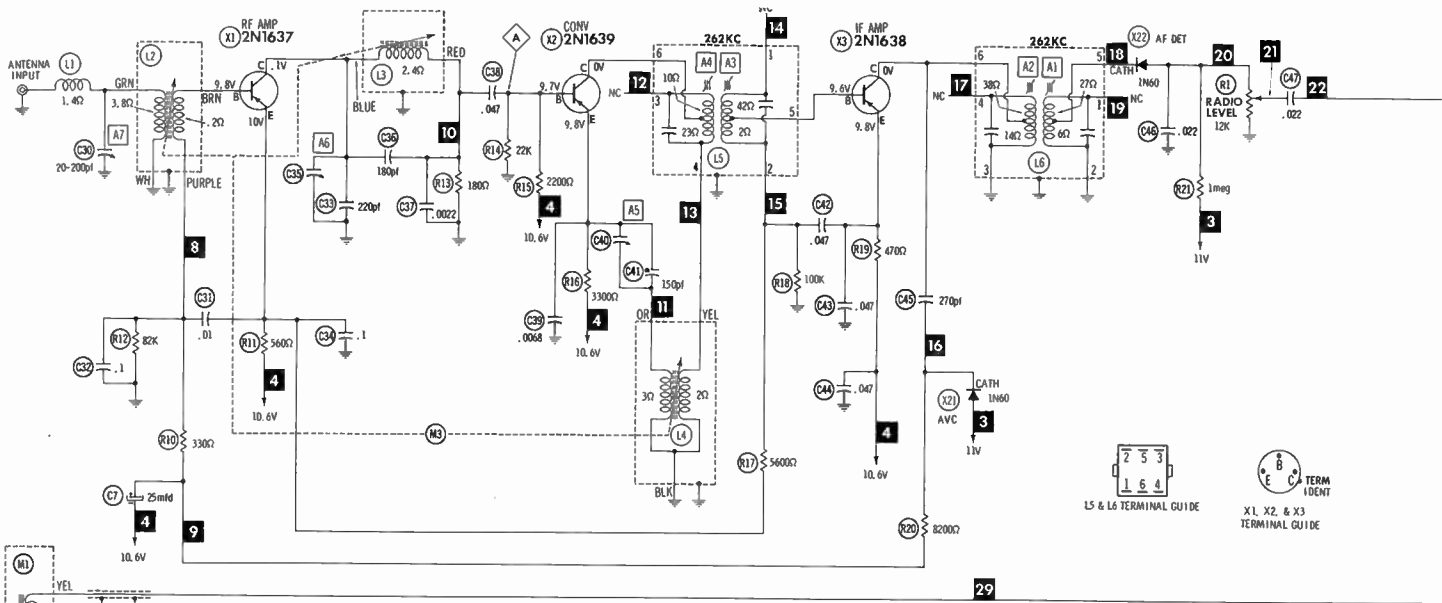 RF AMP
X1 2N1637
CONV
X2 2N1639
IF AMP
X3 2N1638
14
262KC
262KC
X22 AF DET
ANTENNA INPUT
L1
1.4Ω
GRN
L2
3.8Ω
BRN
.2Ω
9.8V
B
C
.1V
E
10V
L3
2.4Ω
RED
BLUE
A
C38
.047
9.7V
B
C
0V
E
9.8V
12
NC
6
3
10Ω
A4
A3
1
42Ω
23Ω
2Ω
5
4
L5
2
9.6V
B
C
0V
E
9.8V
17
NC
6
4
38Ω
A2
A1
5
27Ω
1
14Ω
6Ω
3
L6
2
18
CATH
1N60
19
NC
20
21
R1
RADIO LEVEL
12K
C47
.022
22
C46
.022
R21
1meg
3
11V
A7
C30
20-200pf
WH
PURPLE
8
A6
C35
C33
220pf
C36
180pf
C37
.0022
10
R13
180Ω
R14
22K
R15
2200Ω
4
10.6V
A5
C40
C41
150pf
R16
3300Ω
4
10.6V
C39
.0068
11
OR
YEL
13
3Ω
2Ω
L4
BLK
M3
15
C42
.047
R18
100K
C43
.047
R19
470Ω
C44
.047
4
10.6V
C45
270pf
16
CATH
1N60
X21
AVC
3
11V
C31
.01
R12
82K
C32
.1
R11
560Ω
C34
.1
4
10.6V
R10
330Ω
C7
25mfd
4
10.6V
9
R17
5600Ω
R20
8200Ω
2 5 3
1 6 4
L5 & L6 TERMINAL GUIDE
B
E C
TERM IDENT
X1, X2, & X3
TERMINAL GUIDE
M1
YEL
29